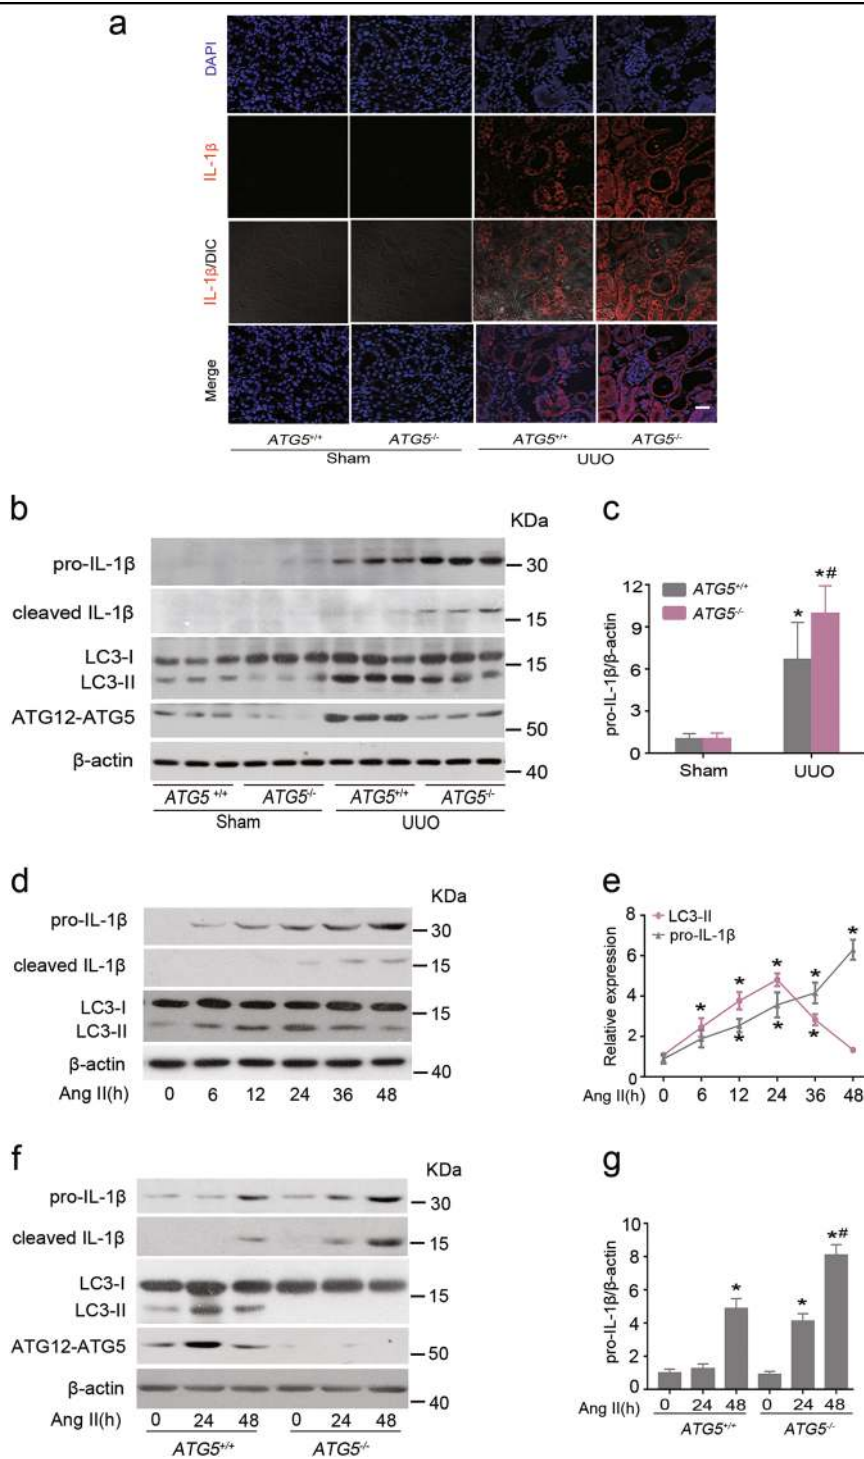 a
DAPI
IL-1β
IL-1β/DIC
Merge
ATG5+/+ ATG5-/- ATG5+/+ ATG5-/-
Sham UUO
b
KDa
pro-IL-1β
30
cleaved IL-1β
15
LC3-I
15
LC3-II
ATG12-ATG5
50
β-actin
40
ATG5 +/+ ATG5-/- ATG5+/+ ATG5-/-
Sham UUO
c
pro-IL-1β/β-actin
12
9
6
3
0
ATG5+/+
ATG5-/-
*
*#
Sham UUO
d
KDa
pro-IL-1β
30
cleaved IL-1β
15
LC3-I
15
LC3-II
β-actin
40
Ang II(h) 0 6 12 24 36 48
e
Relative expression
8
6
4
2
0
LC3-II
pro-IL-1β
* * * * *
* * *
Ang II(h) 0 6 12 24 36 48
f
KDa
pro-IL-1β
30
cleaved IL-1β
15
LC3-I
15
LC3-II
ATG12-ATG5
50
β-actin
40
Ang II(h) 0 24 48 0 24 48
ATG5+/+ ATG5-/-
g
pro-IL-1β/β-actin
10
8
6
4
2
0
* * *#
Ang II(h) 0 24 48 0 24 48
ATG5+/+ ATG5-/-